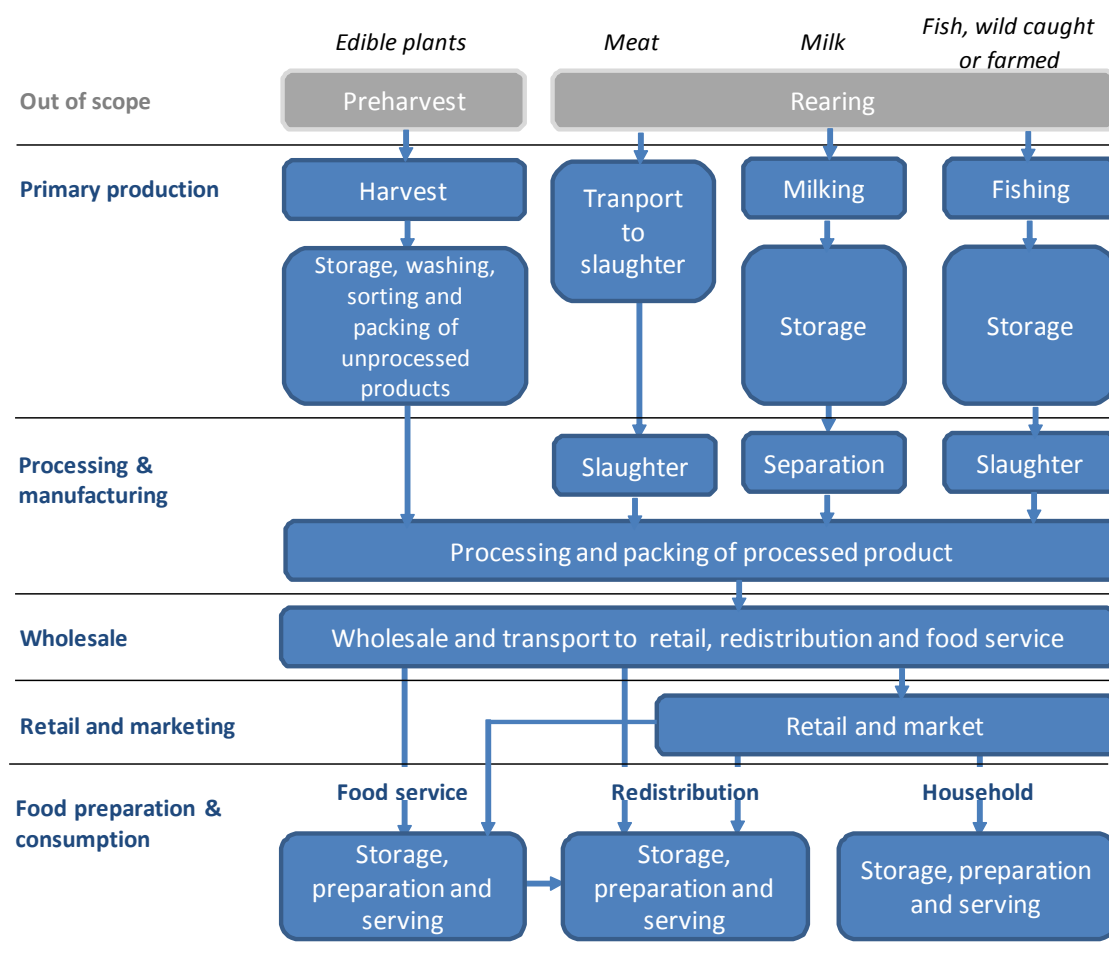 Edible plants
Meat
Milk
Fish, wild caught
or farmed
Out of scope
Preharvest
Rearing
Primary production
Harvest
Tranport
to
slaughter
Milking
Fishing
Storage, washing,
sorting and
packing of
unprocessed
products
Storage
Storage
Processing &
manufacturing
Slaughter
Separation
Slaughter
Processing and packing of processed product
Wholesale
Wholesale and transport to retail, redistribution and food service
Retail and marketing
Retail and market
Food preparation &
consumption
Food service
Redistribution
Household
Storage,
preparation and
serving
Storage,
preparation and
serving
Storage, preparation
and serving